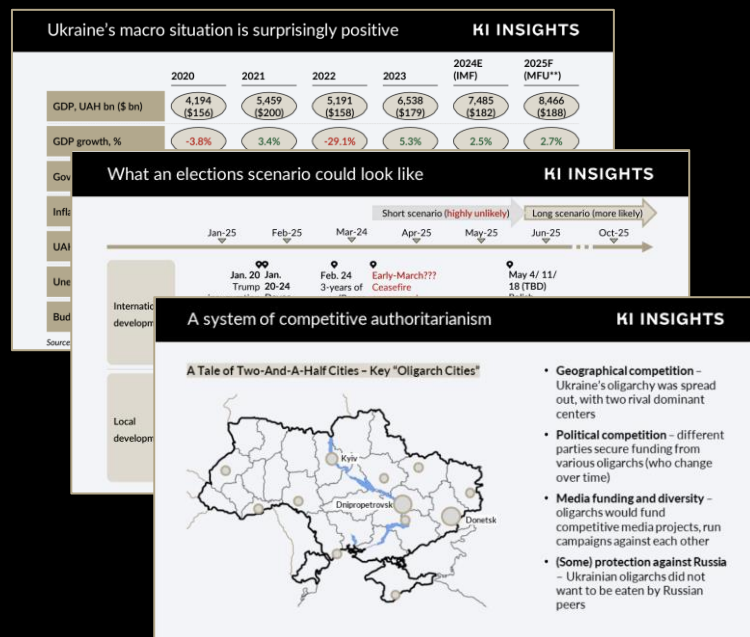 Ukraine's macro situation is surprisingly positive
KI INSIGHTS
2020
2021
2022
2023
2024E
(IMF)
2025F
(MFU**)
GDP, UAH bn ($ bn)
4,194
($156)
5,459
($200)
5,191
($158)
6,538
($179)
7,485
($182)
8,466
($188)
GDP growth, %
-3.8%
3.4%
-29.1%
5.3%
2.5%
2.7%
Gov
Infla
UAH
Une
Bud
Source
What an elections scenario could look like
KI INSIGHTS
Short scenario (highly unlikely)
Long scenario (more likely)
Jan-25
Feb-25
Mar-24
Apr-25
May-25
Jun-25
Oct-25
Jan. 20
Trump
Jan.
20-24
Feb. 24
3-years of
Early-March???
Ceasefire
May 4/ 11/
18 (TBD)
Internatio
developm
Local
developm
A system of competitive authoritarianism
KI INSIGHTS
A Tale of Two-And-A-Half Cities – Key "Oligarch Cities"
Kyiv
Dnipropetrovsk
Donetsk
• Geographical competition –
Ukraine's oligarchy was spread
out, with two rival dominant
centers
• Political competition – different
parties secure funding from
various oligarchs (who change
over time)
• Media funding and diversity –
oligarchs would fund
competitive media projects, run
campaigns against each other
• (Some) protection against Russia
– Ukrainian oligarchs did not
want to be eaten by Russian
peers